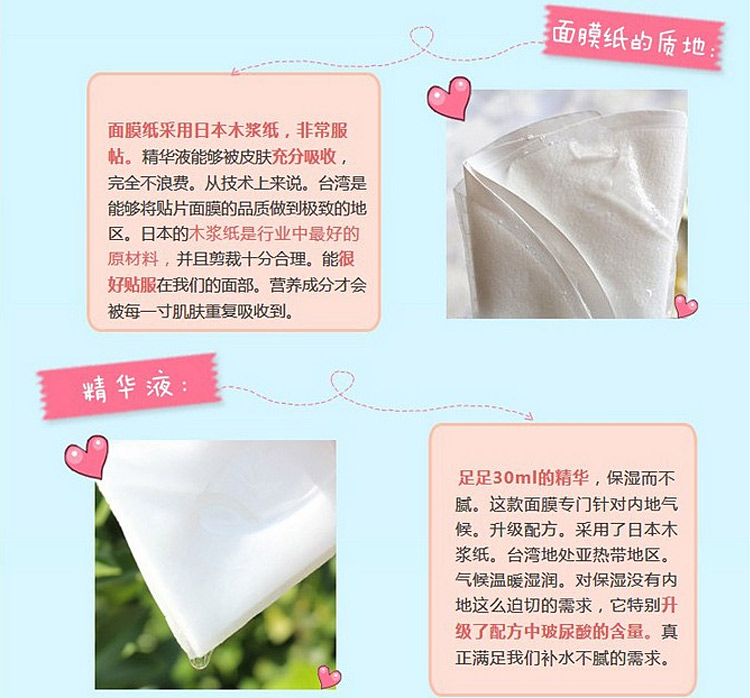 面膜纸的质地：
面膜纸采用日本木浆纸，非常服
帖。精华液能够被皮肤充分吸收，
完全不浪费。从技术上来说。台湾是
能够将贴片面膜的品质做到极致的地
区。日本的木浆纸是行业中最好的
原材料，并且剪裁十分合理。能很
好贴服在我们的面部。营养成分才会
被每一寸肌肤重复吸收到。
精华液：
足足30ml的精华，保湿而不
腻。这款面膜专门针对内地气
候。升级配方。采用了日本木
浆纸。台湾地处亚热带地区。
气候温暖湿润。对保湿没有内
地这么迫切的需求，它特别升
级了配方中玻尿酸的含量。真
正满足我们补水不腻的需求。